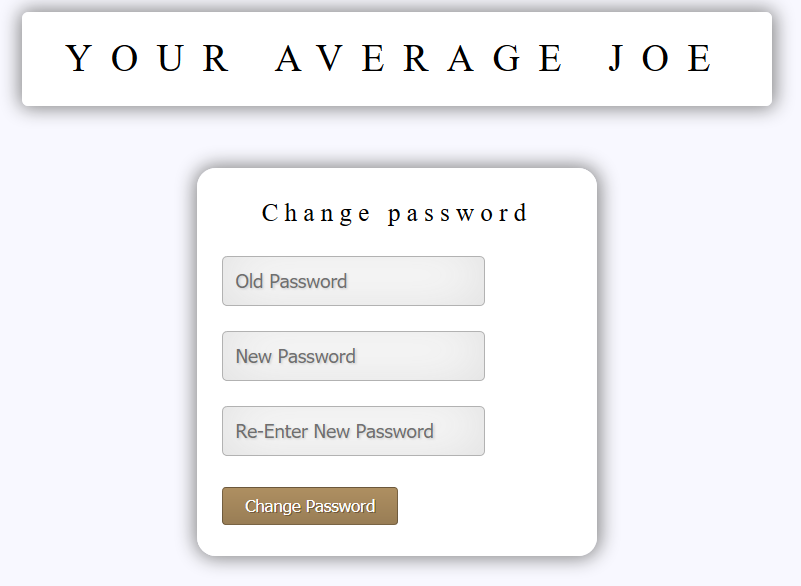 YOUR AVERAGE JOE
Change password
Old Password
New Password
Re-Enter New Password
Change Password